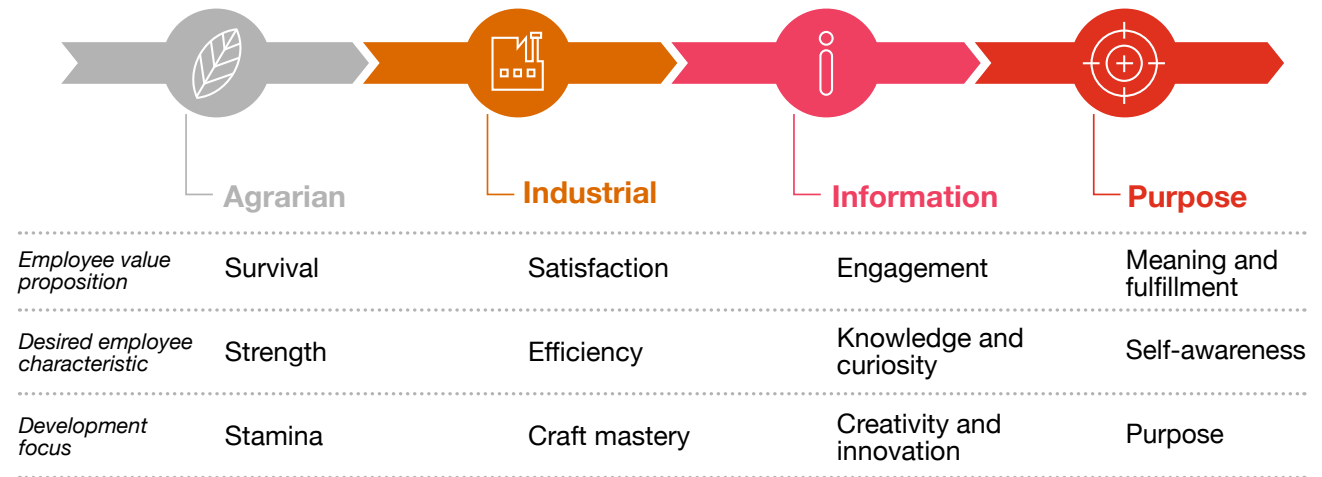 Agrarian
Industrial
Information
Purpose
Employee value
proposition
Survival
Satisfaction
Engagement
Meaning and
fulfillment
Desired employee
characteristic
Strength
Efficiency
Knowledge and
curiosity
Self-awareness
Development
focus
Stamina
Craft mastery
Creativity and
innovation
Purpose